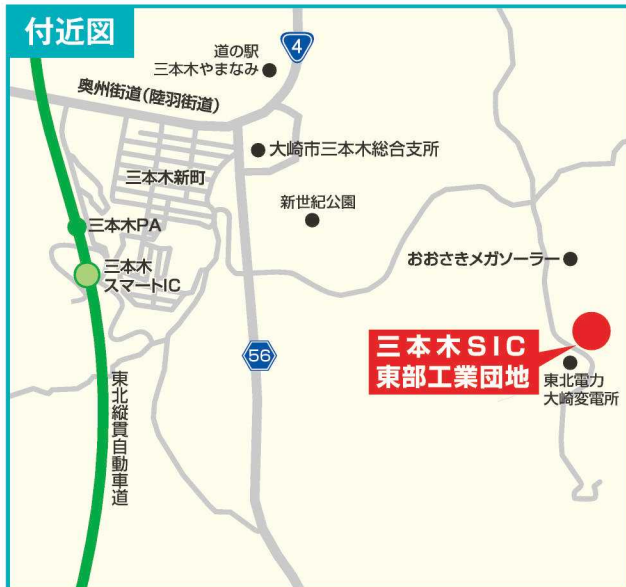 付近図
4
道の駅
三本木やまなみ
奥州街道(陸羽街道)
大崎市三本木総合支所
三本木新町
新世紀公園
三本木PA
おおさきメガソーラー
三本木
スマートIC
三本木SIC
東部工業団地
56
東北電力
大崎変電所
東北縦貫自動車道